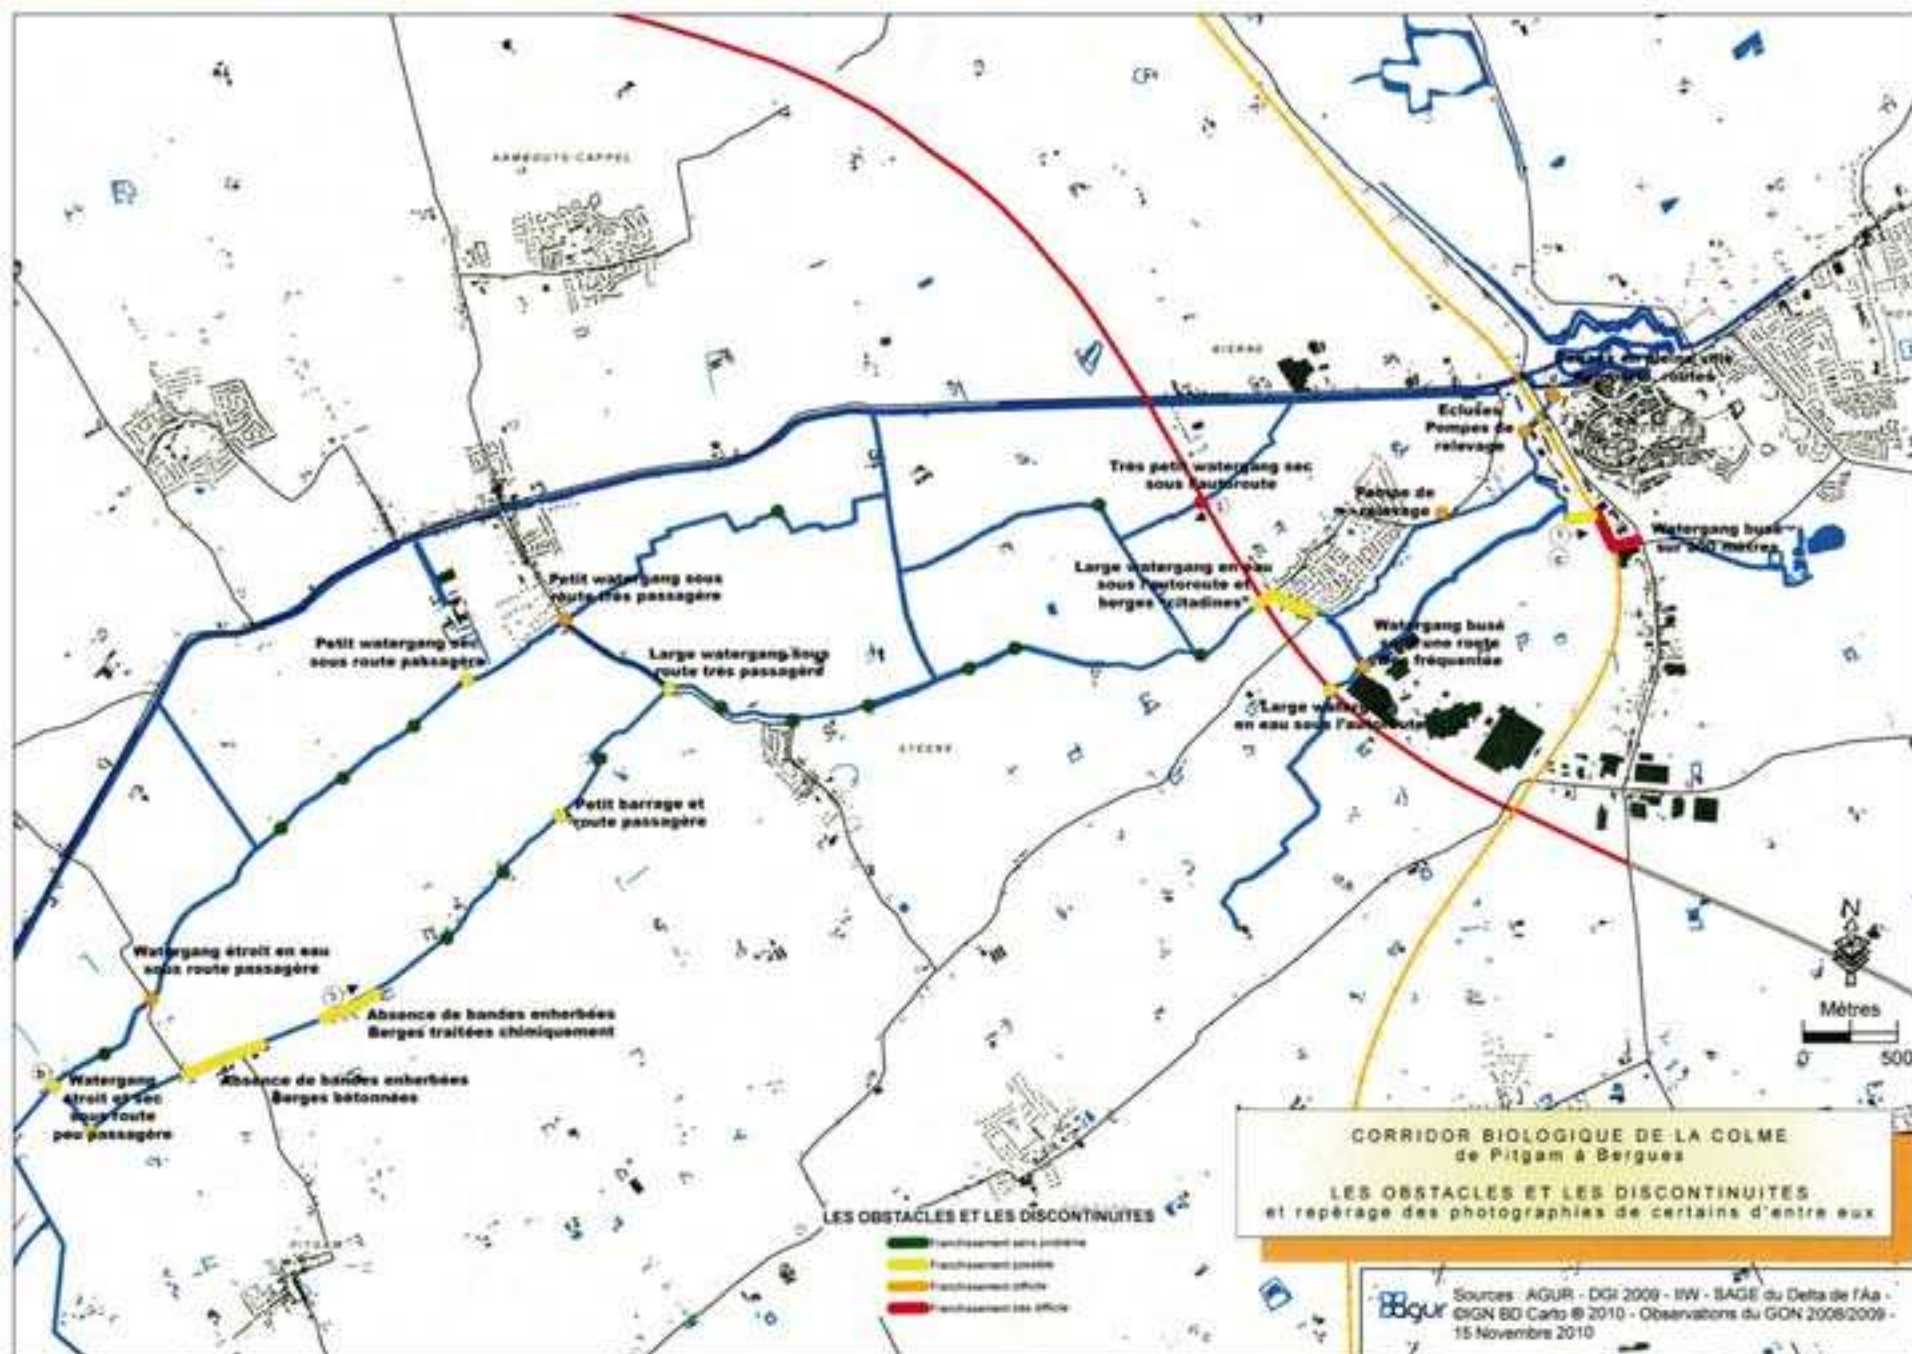 ARMBOUTS-CAPPEL
BIERNE
routes
Ecluses
Pompes de
relevage
Très petit watergang sec
sous l'autoroute
Pompe de
relevage
Watergang busé
sur mètres
Large watergang en eau
sous l'autoroute et
berges "citadines"
Petit watergang sous
route très passagère
Petit watergang sec
sous route passagère
Large watergang sous
route très passagère
Watergang busé
sous une route
fréquentée
Large watergang
en eau sous l'autoroute
STEENE
Petit barrage et
route passagère
Watergang étroit en eau
sous route passagère
Absence de bandes enherbées
Berges traitées chimiquement
Absence de bandes enherbées
Berges bétonnées
Watergang
étroit et sec
sous route
peu passagère
b
PITGAM
N
Mètres
0 500
LES OBSTACLES ET LES DISCONTINUITES
Franchissement sans problème
Franchissement possible
Franchissement difficile
Franchissement très difficile
CORRIDOR BIOLOGIQUE DE LA COLME
de Pitgam à Bergues
LES OBSTACLES ET LES DISCONTINUITES
et repérage des photographies de certains d'entre eux
agur
Sources : AGUR - DGI 2009 - IIW - SAGE du Delta de l'Aa -
©IGN BD Carto ® 2010 - Observations du GON 2008/2009 -
15 Novembre 2010